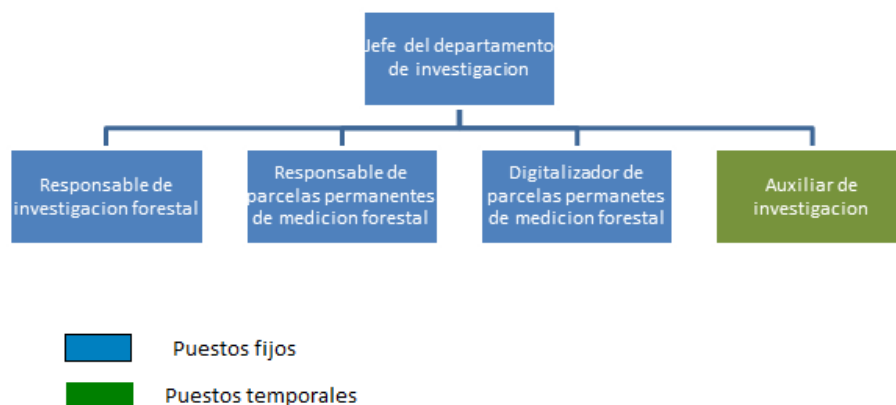 Jefe del departamento
de investigacion
Responsable de
investigacion forestal
Responsable de
parcelas permanentes
de medicion forestal
Digitalizador de
parcelas permanetes
de medicion forestal
Auxiliar de
investigacion
Puestos fijos
Puestos temporales